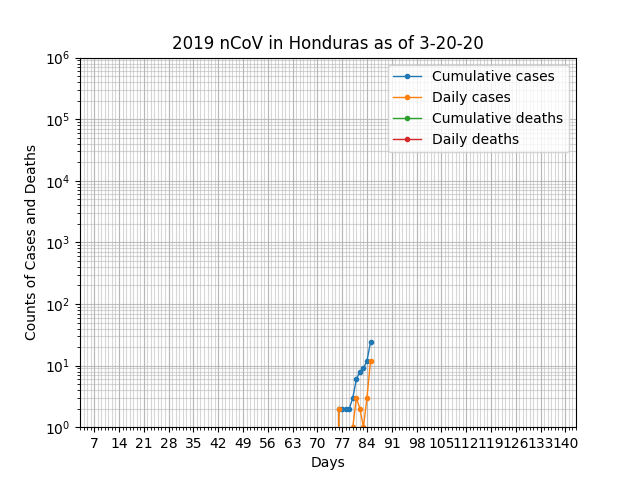 2019 nCoV in Honduras as of 3-20-20
Counts of Cases and Deaths
10^6
10^5
10^4
10^3
10^2
10^1
10^0
Cumulative cases
Daily cases
Cumulative deaths
Daily deaths
7 14 21 28 35 42 49 56 63 70 77 84 91 98 105 112 119 126 133 140
Days